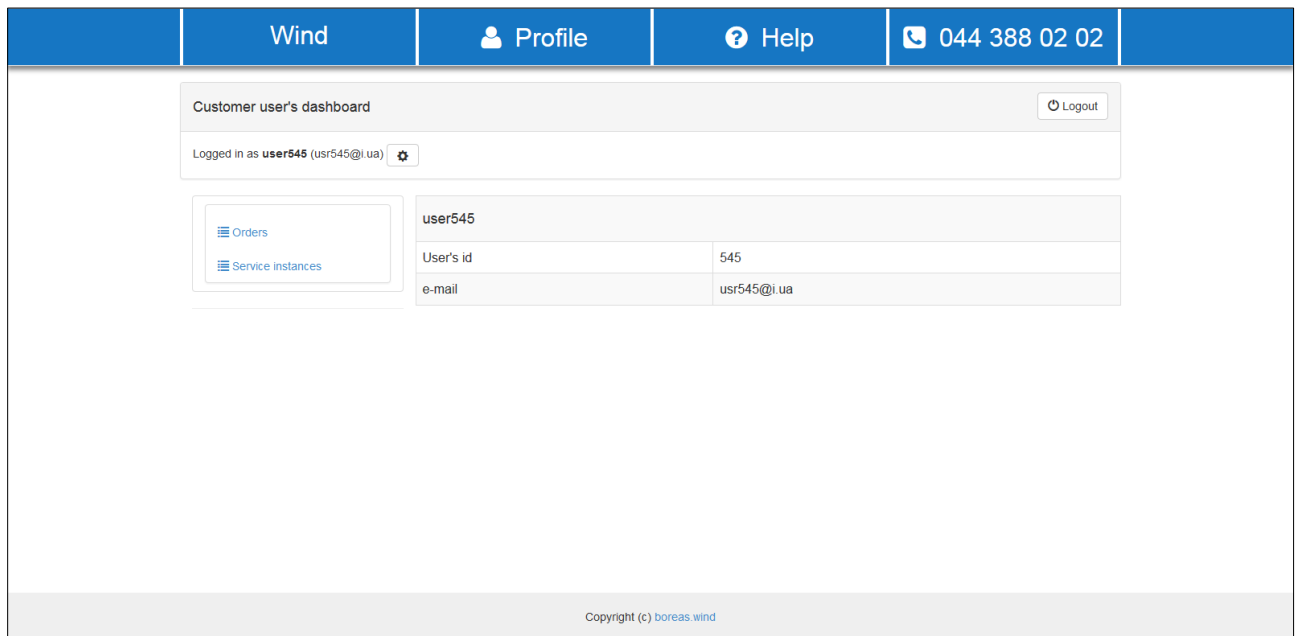 Wind Profile Help 044 388 02 02
Customer user's dashboard Logout
Logged in as user545 (usr545@i.ua)
user545
Orders
User's id 545
Service instances
e-mail usr545@i.ua
Copyright (c) boreas.wind